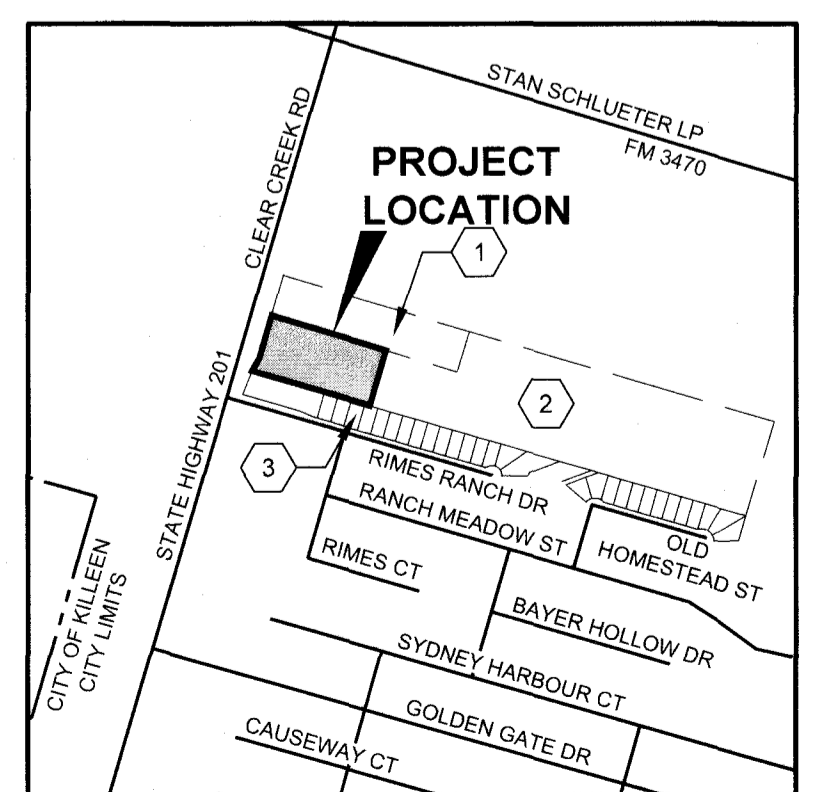 STAN SCHLUETER LP
FM 3470
CLEAR CREEK RD
PROJECT
LOCATION
1
2
3
STATE HIGHWAY 201
RIMES RANCH DR
RANCH MEADOW ST
OLD
HOMESTEAD ST
RIMES CT
BAYER HOLLOW DR
CITY OF KILLEEN
CITY LIMITS
SYDNEY HARBOUR CT
GOLDEN GATE DR
CAUSEWAY CT